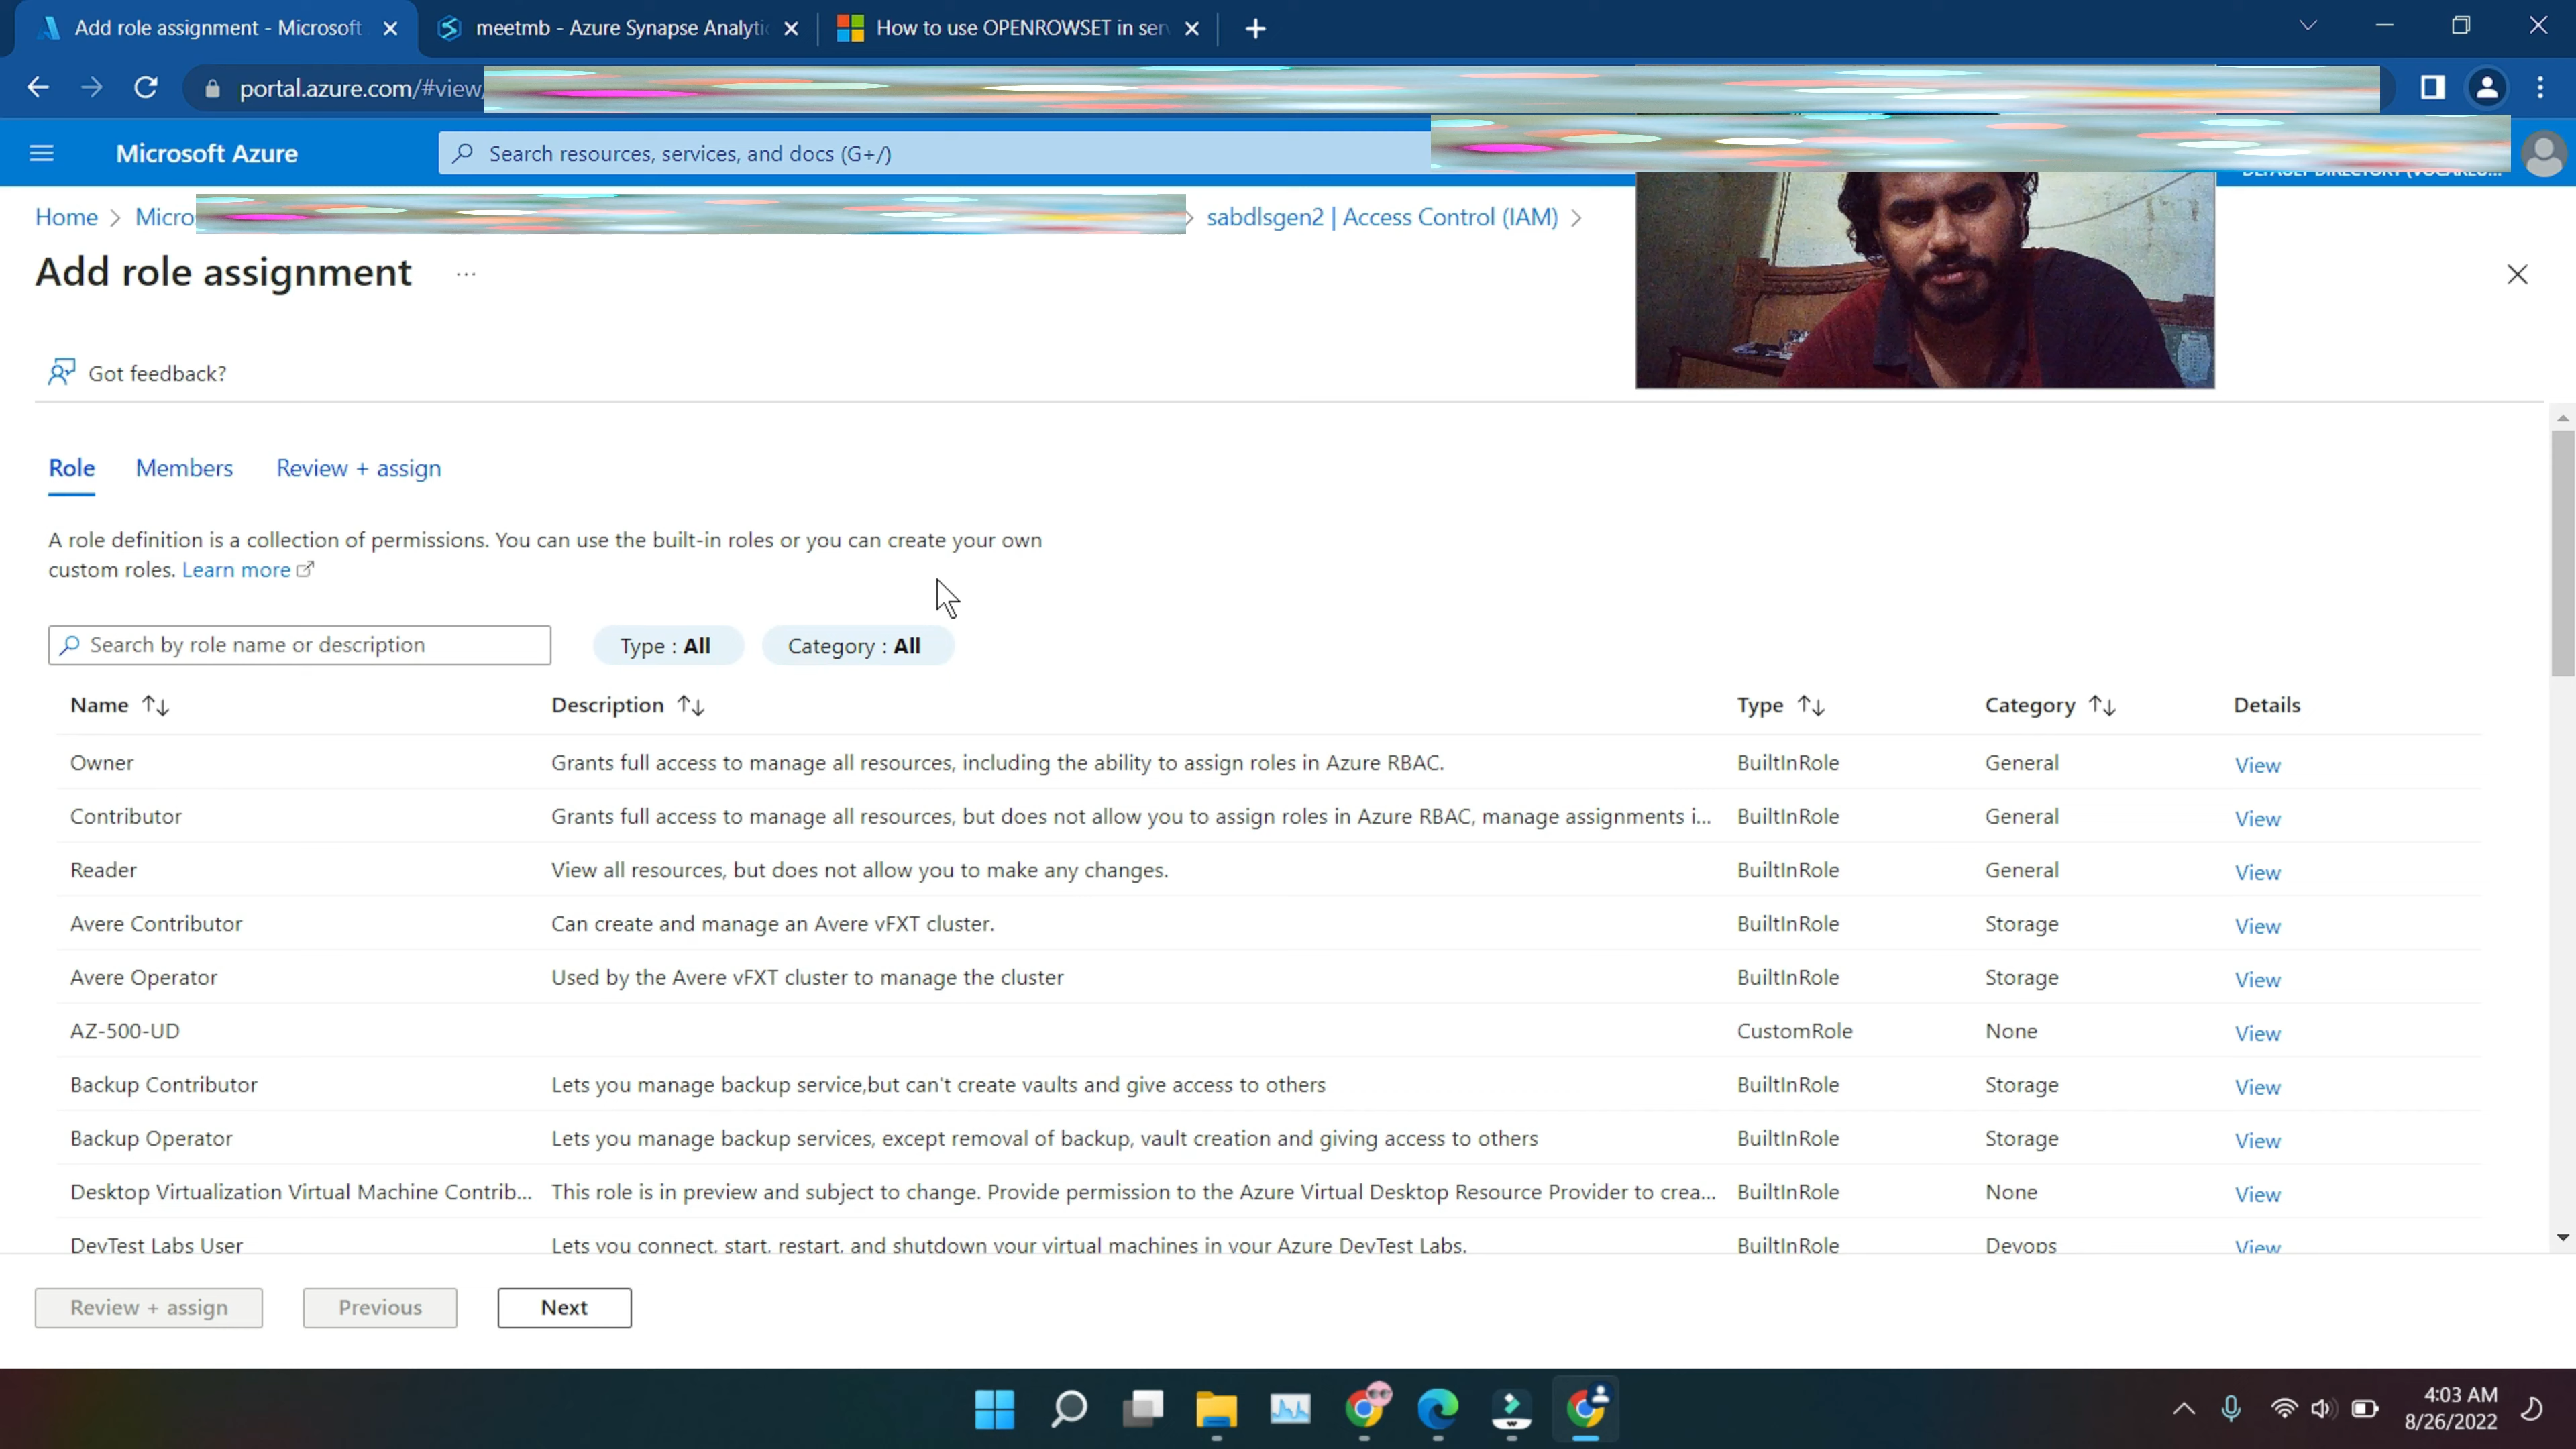 Add role assignment - Microsoft
meetmb - Azure Synapse Analytic
How to use OPENROWSET in serv
portal.azure.com/#view/
Microsoft Azure
Search resources, services, and docs (G+/)
Home > Micro
sabdlsgen2 | Access Control (IAM) >
Add role assignment ...
Got feedback?
Role Members Review + assign
A role definition is a collection of permissions. You can use the built-in roles or you can create your own
custom roles. Learn more
Search by role name or description Type : All Category : All
Name Description Type Category Details
Owner Grants full access to manage all resources, including the ability to assign roles in Azure RBAC. BuiltInRole General View
Contributor Grants full access to manage all resources, but does not allow you to assign roles in Azure RBAC, manage assignments i... BuiltInRole General View
Reader View all resources, but does not allow you to make any changes. BuiltInRole General View
Avere Contributor Can create and manage an Avere vFXT cluster. BuiltInRole Storage View
Avere Operator Used by the Avere vFXT cluster to manage the cluster BuiltInRole Storage View
AZ-500-UD CustomRole None View
Backup Contributor Lets you manage backup service,but can't create vaults and give access to others BuiltInRole Storage View
Backup Operator Lets you manage backup services, except removal of backup, vault creation and giving access to others BuiltInRole Storage View
Desktop Virtualization Virtual Machine Contrib... This role is in preview and subject to change. Provide permission to the Azure Virtual Desktop Resource Provider to crea... BuiltInRole None View
DevTest Labs User Lets you connect, start, restart, and shutdown your virtual machines in your Azure DevTest Labs. BuiltInRole Devops View
Review + assign Previous Next
4:03 AM
8/26/2022